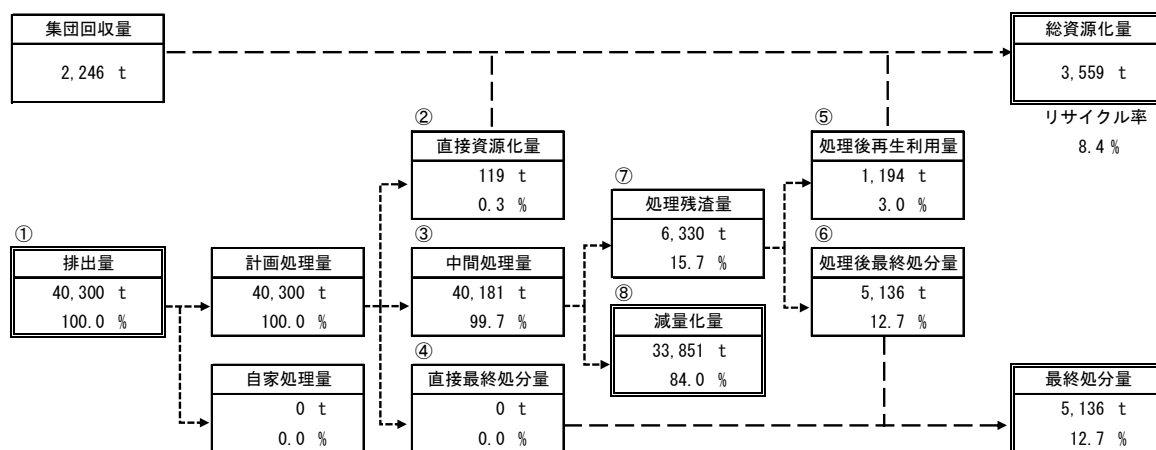 集団回収量
2,246 t
総資源化量
3,559 t
リサイクル率
8.4 %
②
直接資源化量
119 t
0.3 %
⑤
処理後再生利用量
1,194 t
3.0 %
⑦
処理残渣量
6,330 t
15.7 %
①
排出量
40,300 t
100.0 %
計画処理量
40,300 t
100.0 %
③
中間処理量
40,181 t
99.7 %
⑥
処理後最終処分量
5,136 t
12.7 %
⑧
減量化量
33,851 t
84.0 %
自家処理量
0 t
0.0 %
④
直接最終処分量
0 t
0.0 %
最終処分量
5,136 t
12.7 %